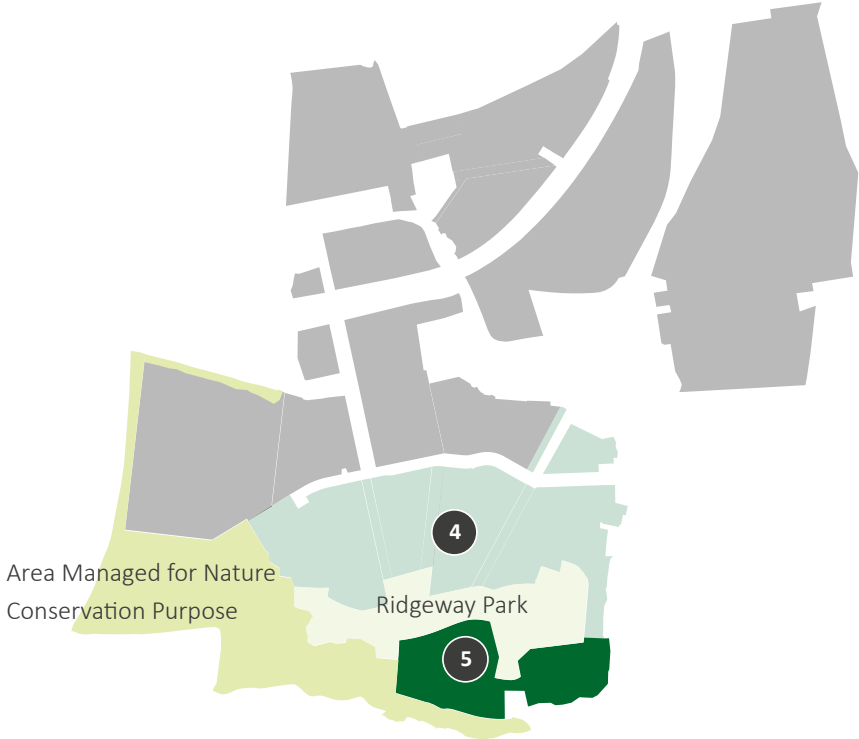 4
Area Managed for Nature
Conservation Purpose
Ridgeway Park
5